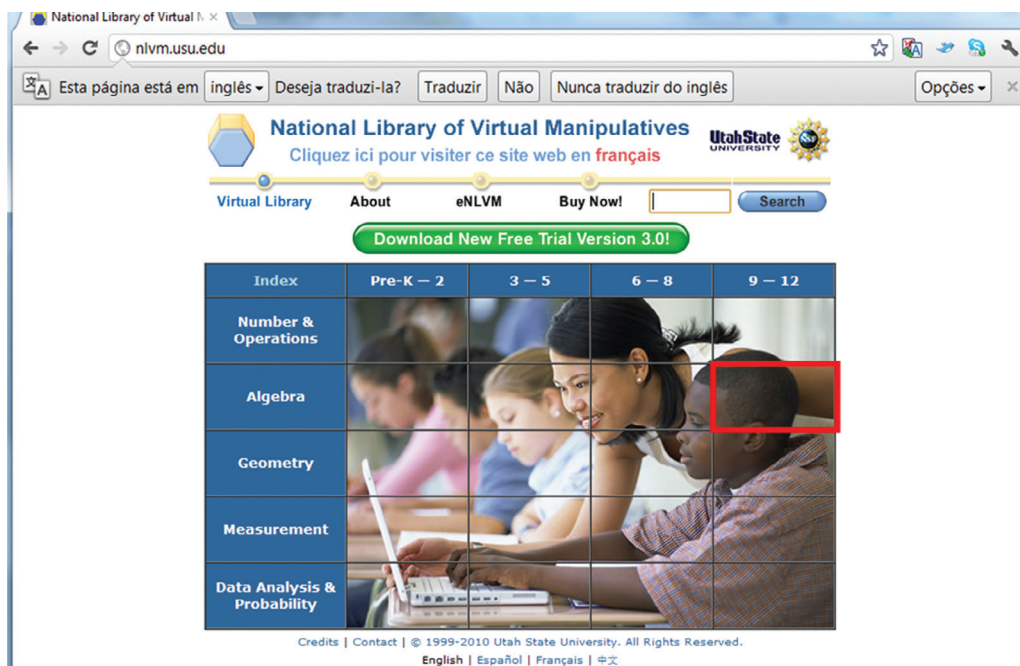 National Library of Virtual
nlvm.usu.edu
Esta página está em inglês Deseja traduzi-la? Traduzir Não Nunca traduzir do inglês Opções
National Library of Virtual Manipulatives
Cliquez ici pour visiter ce site web en français
UtahState
UNIVERSITY
NSF
Virtual Library About eNLVM Buy Now! Search
Download New Free Trial Version 3.0!
Index Pre-K — 2 3 — 5 6 — 8 9 — 12
Number &
Operations
Algebra
Geometry
Measurement
Data Analysis &
Probability
Credits | Contact | © 1999-2010 Utah State University. All Rights Reserved.
English | Español | Français | 中文